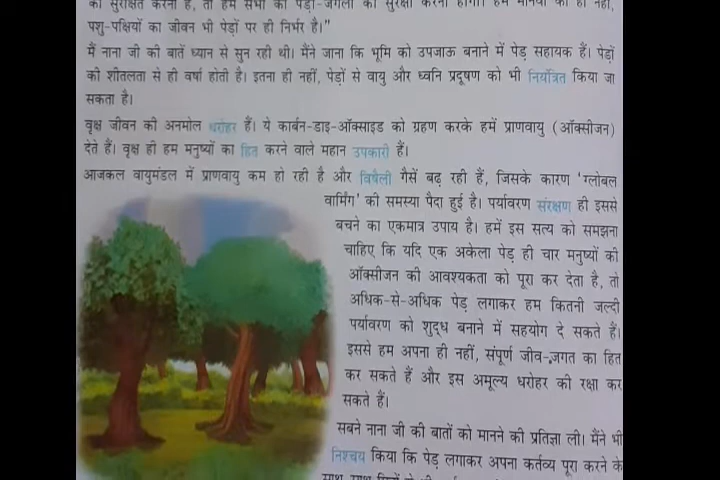 को सुरक्षित करना है, तो हम सभी को पेड़ों-जंगलों की सुरक्षा करनी होगी। हम मानवों का ही नहीं,
पशु-पक्षियों का जीवन भी पेड़ों पर ही निर्भर है।"
मैं नाना जी की बातें ध्यान से सुन रही थी। मैंने जाना कि भूमि को उपजाऊ बनाने में पेड़ सहायक हैं। पेड़ों
की शीतलता से ही वर्षा होती है। इतना ही नहीं, पेड़ों से वायु और ध्वनि प्रदूषण को भी नियंत्रित किया जा
सकता है।
वृक्ष जीवन की अनमोल धरोहर हैं। ये कार्बन-डाइ-ऑक्साइड को ग्रहण करके हमें प्राणवायु (ऑक्सीजन)
देते हैं। वृक्ष ही हम मनुष्यों का हित करने वाले महान उपकारी हैं।
आजकल वायुमंडल में प्राणवायु कम हो रही है और विषैली गैसें बढ़ रही हैं, जिसके कारण 'ग्लोबल
वार्मिंग' की समस्या पैदा हुई है। पर्यावरण संरक्षण ही इससे
बचने का एकमात्र उपाय है। हमें इस सत्य को समझना
चाहिए कि यदि एक अकेला पेड़ ही चार मनुष्यों की
ऑक्सीजन की आवश्यकता को पूरा कर देता है, तो
अधिक-से-अधिक पेड़ लगाकर हम कितनी जल्दी
पर्यावरण को शुद्ध बनाने में सहयोग दे सकते हैं।
इससे हम अपना ही नहीं, संपूर्ण जीव-जगत का हित
कर सकते हैं और इस अमूल्य धरोहर की रक्षा कर
सकते हैं।
सबने नाना जी की बातों को मानने की प्रतिज्ञा ली। मैंने भी
निश्चय किया कि पेड़ लगाकर अपना कर्तव्य पूरा करने के